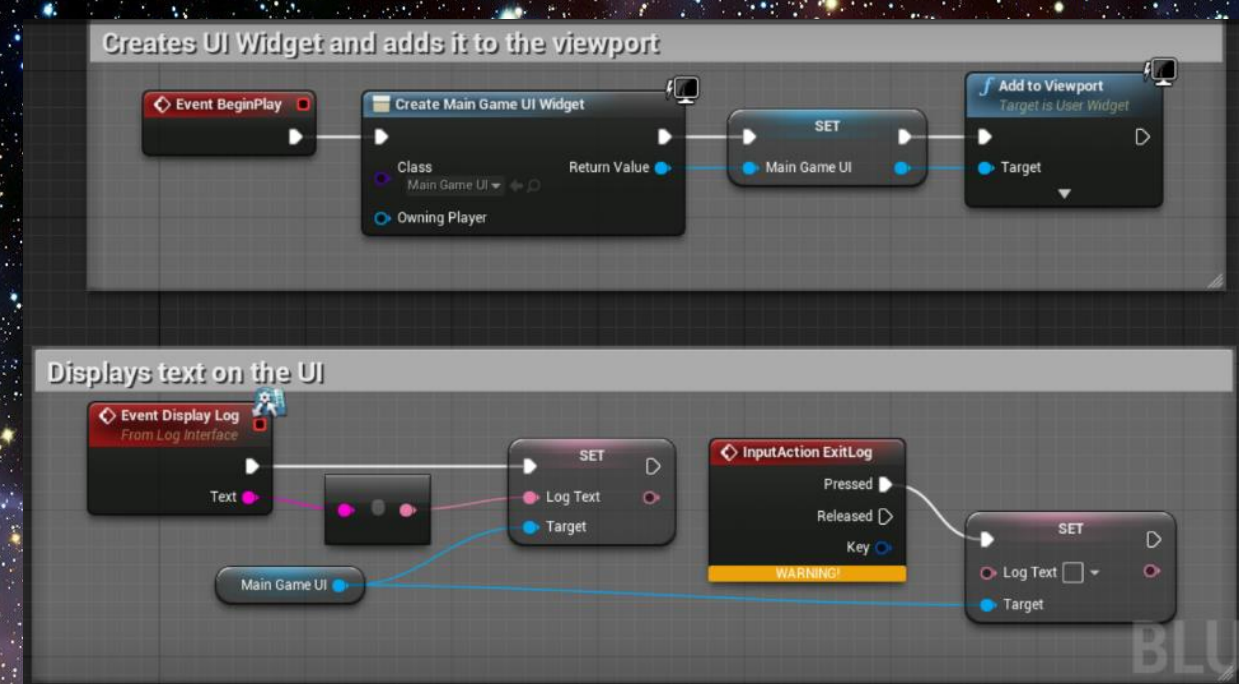 Creates UI Widget and adds it to the viewport
Event BeginPlay
Create Main Game UI Widget
Class
Main Game UI
Return Value
Owning Player
SET
Main Game UI
Add to Viewport
Target is User Widget
Target
Displays text on the UI
Event Display Log
From Log Interface
Text
Main Game UI
SET
Log Text
Target
InputAction ExitLog
Pressed
Released
Key
WARNING!
SET
Log Text
Target
BLU